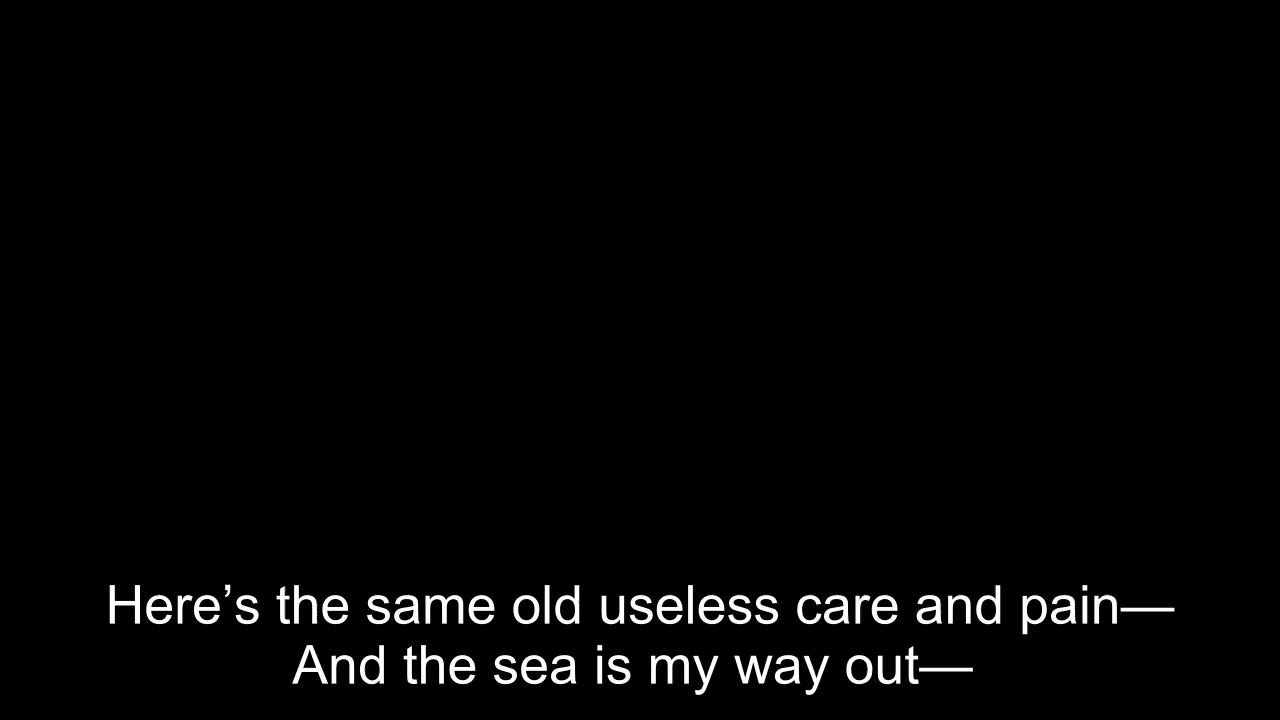 Here’s the same old useless care and pain—
And the sea is my way out—